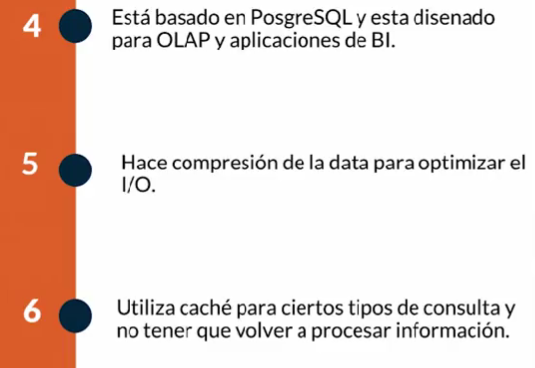 4
Está basado en PosgreSQL y esta disenado
para OLAP y aplicaciones de BI.
5
Hace compresión de la data para optimizar el
I/O.
6
Utiliza caché para ciertos tipos de consulta y
no tener que volver a procesar información.